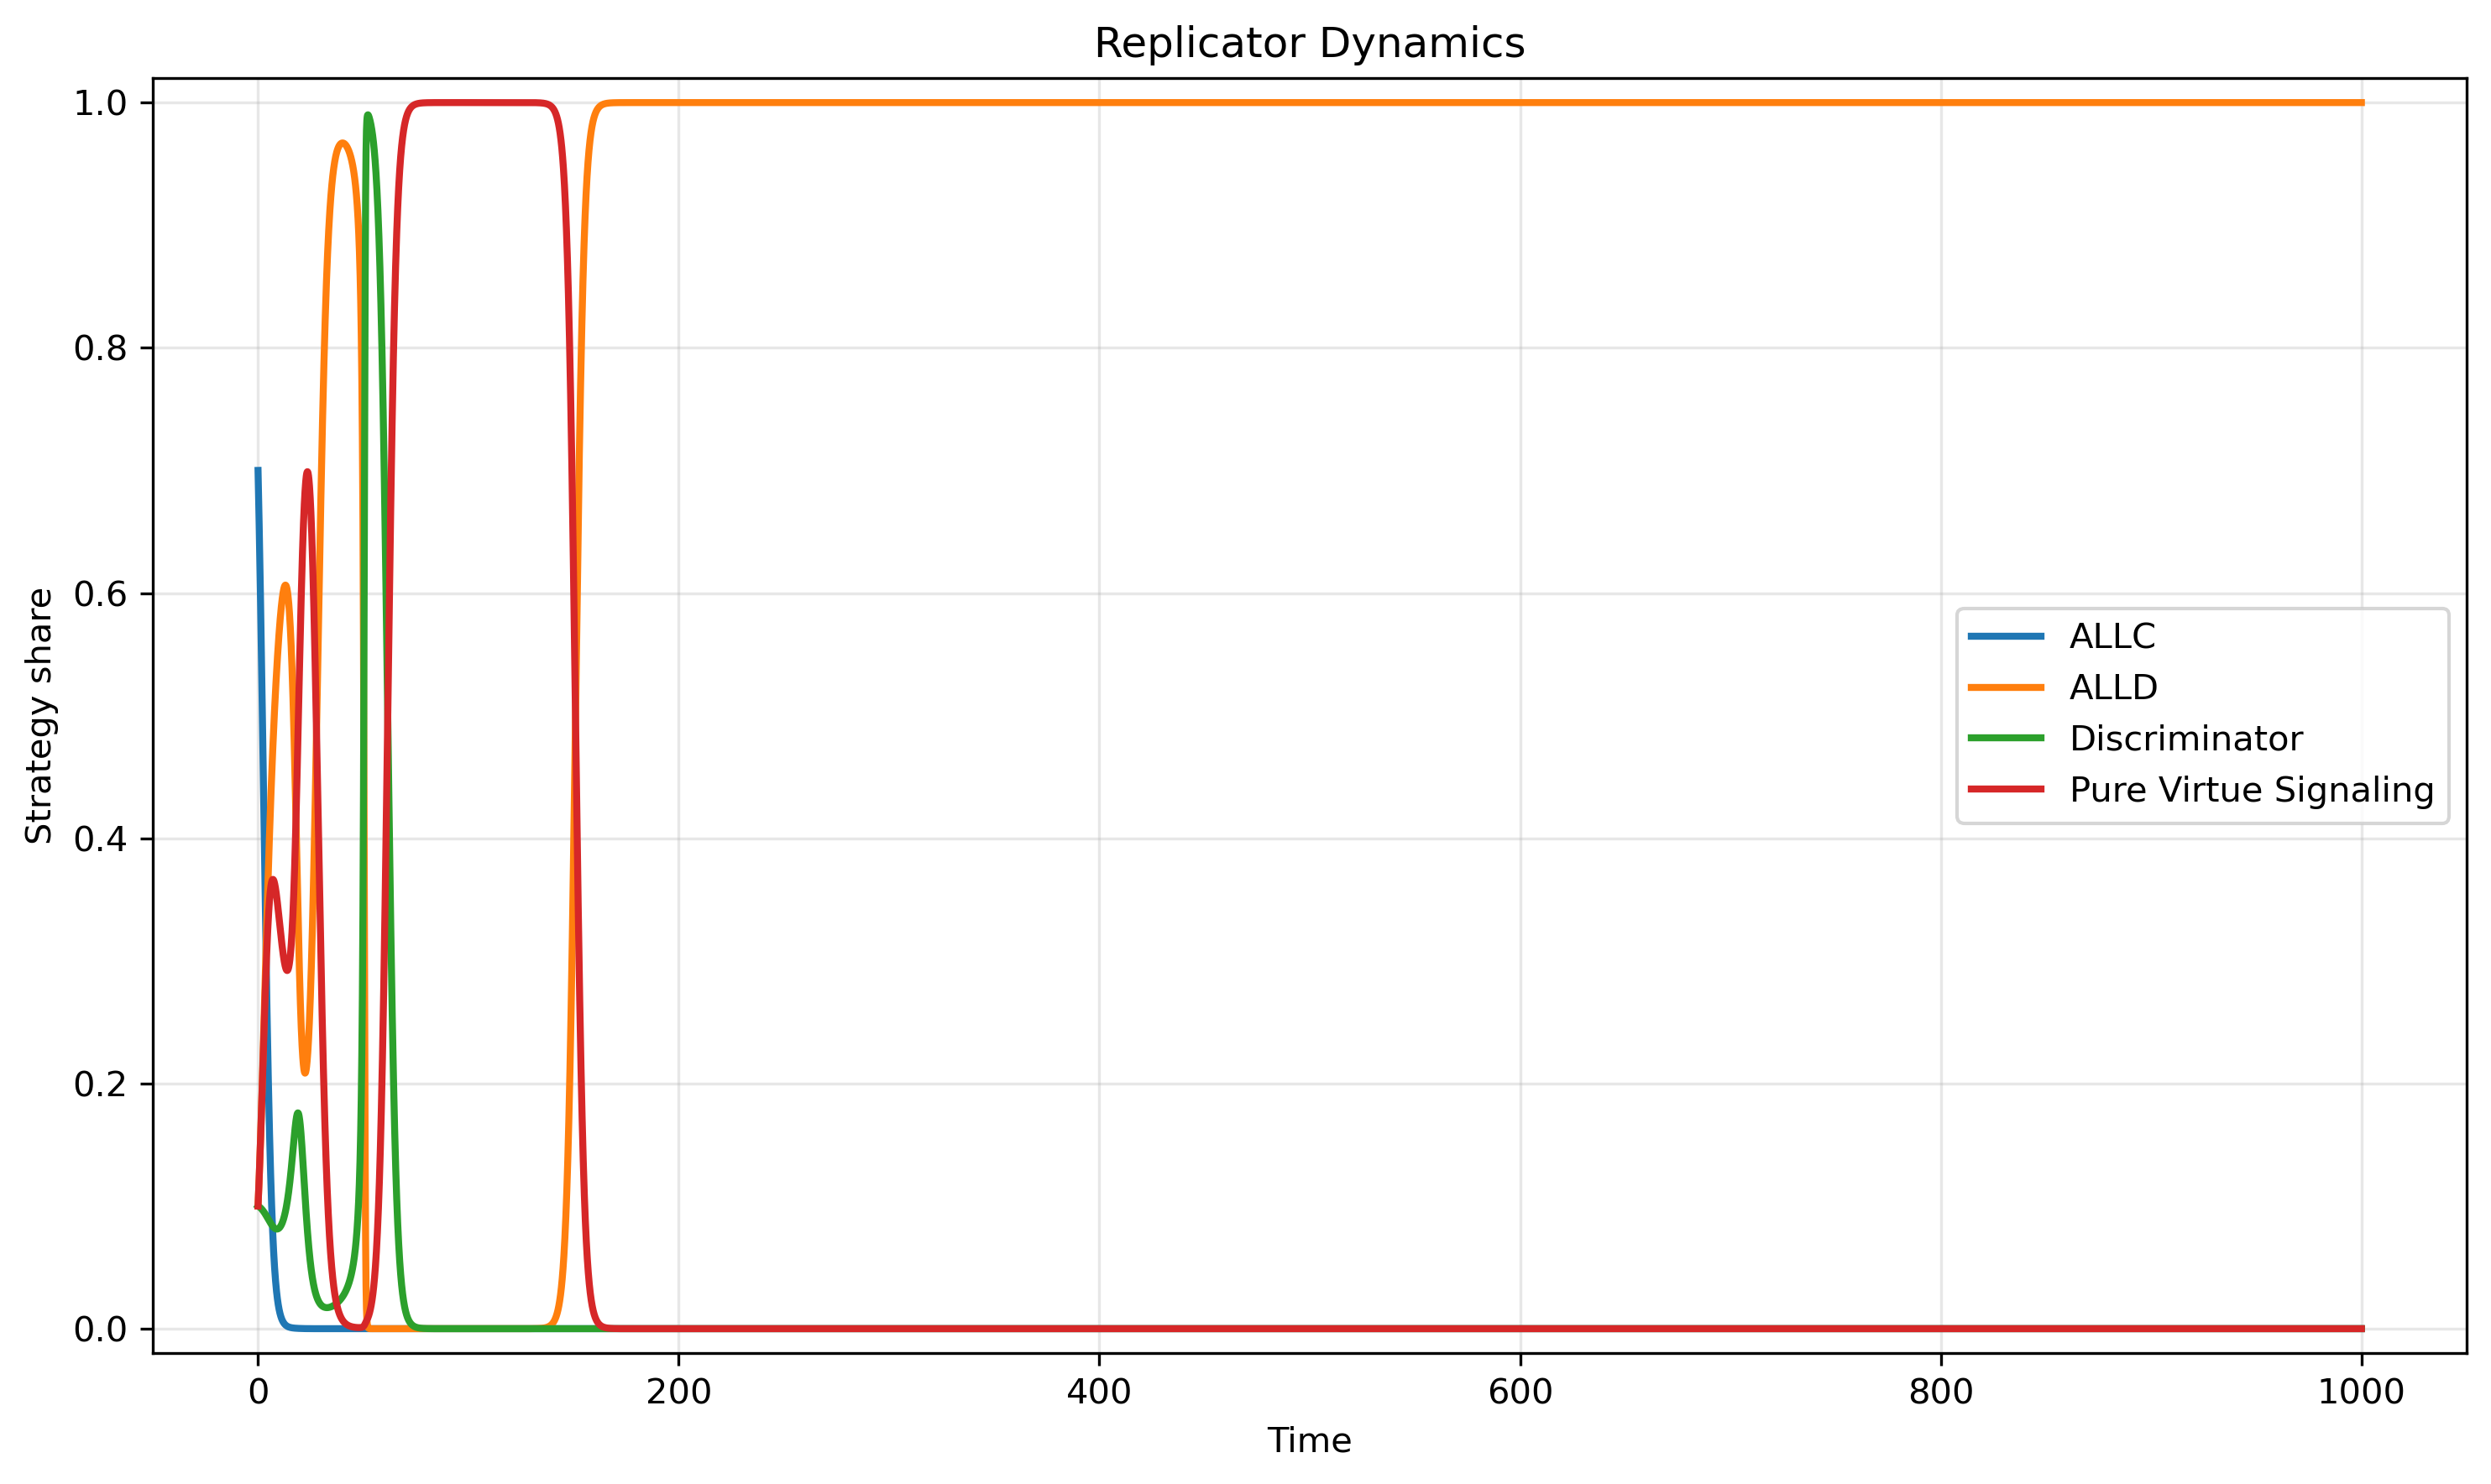 Replicator Dynamics
1.0
0.8
0.6
0.4
0.2
0.0
Strategy share
ALLC
ALLD
Discriminator
Pure Virtue Signaling
0 200 400 600 800 1000
Time